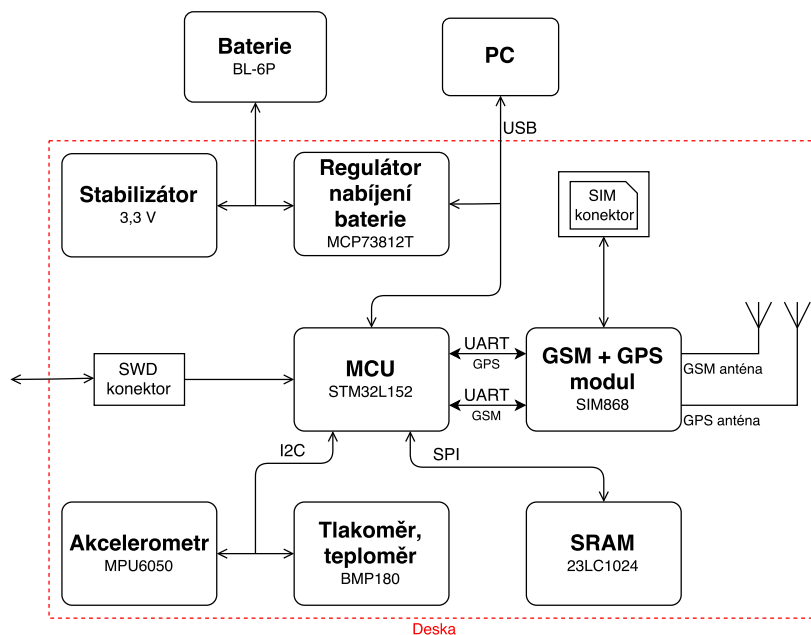 Baterie
BL-6P
PC
USB
Stabilizátor
3,3 V
Regulátor
nabíjení
baterie
MCP73812T
SIM
konektor
SWD
konektor
MCU
STM32L152
UART
GPS
UART
GSM
GSM + GPS
modul
SIM868
GSM anténa
GPS anténa
I2C
SPI
Akcelerometr
MPU6050
Tlakoměr,
teploměr
BMP180
SRAM
23LC1024
Deska